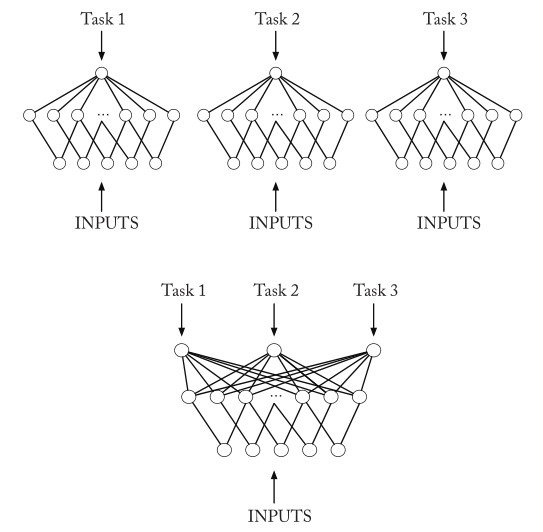 Task 1 Task 2 Task 3
...  ...  ...
INPUTS INPUTS INPUTS
Task 1 Task 2 Task 3
...
INPUTS